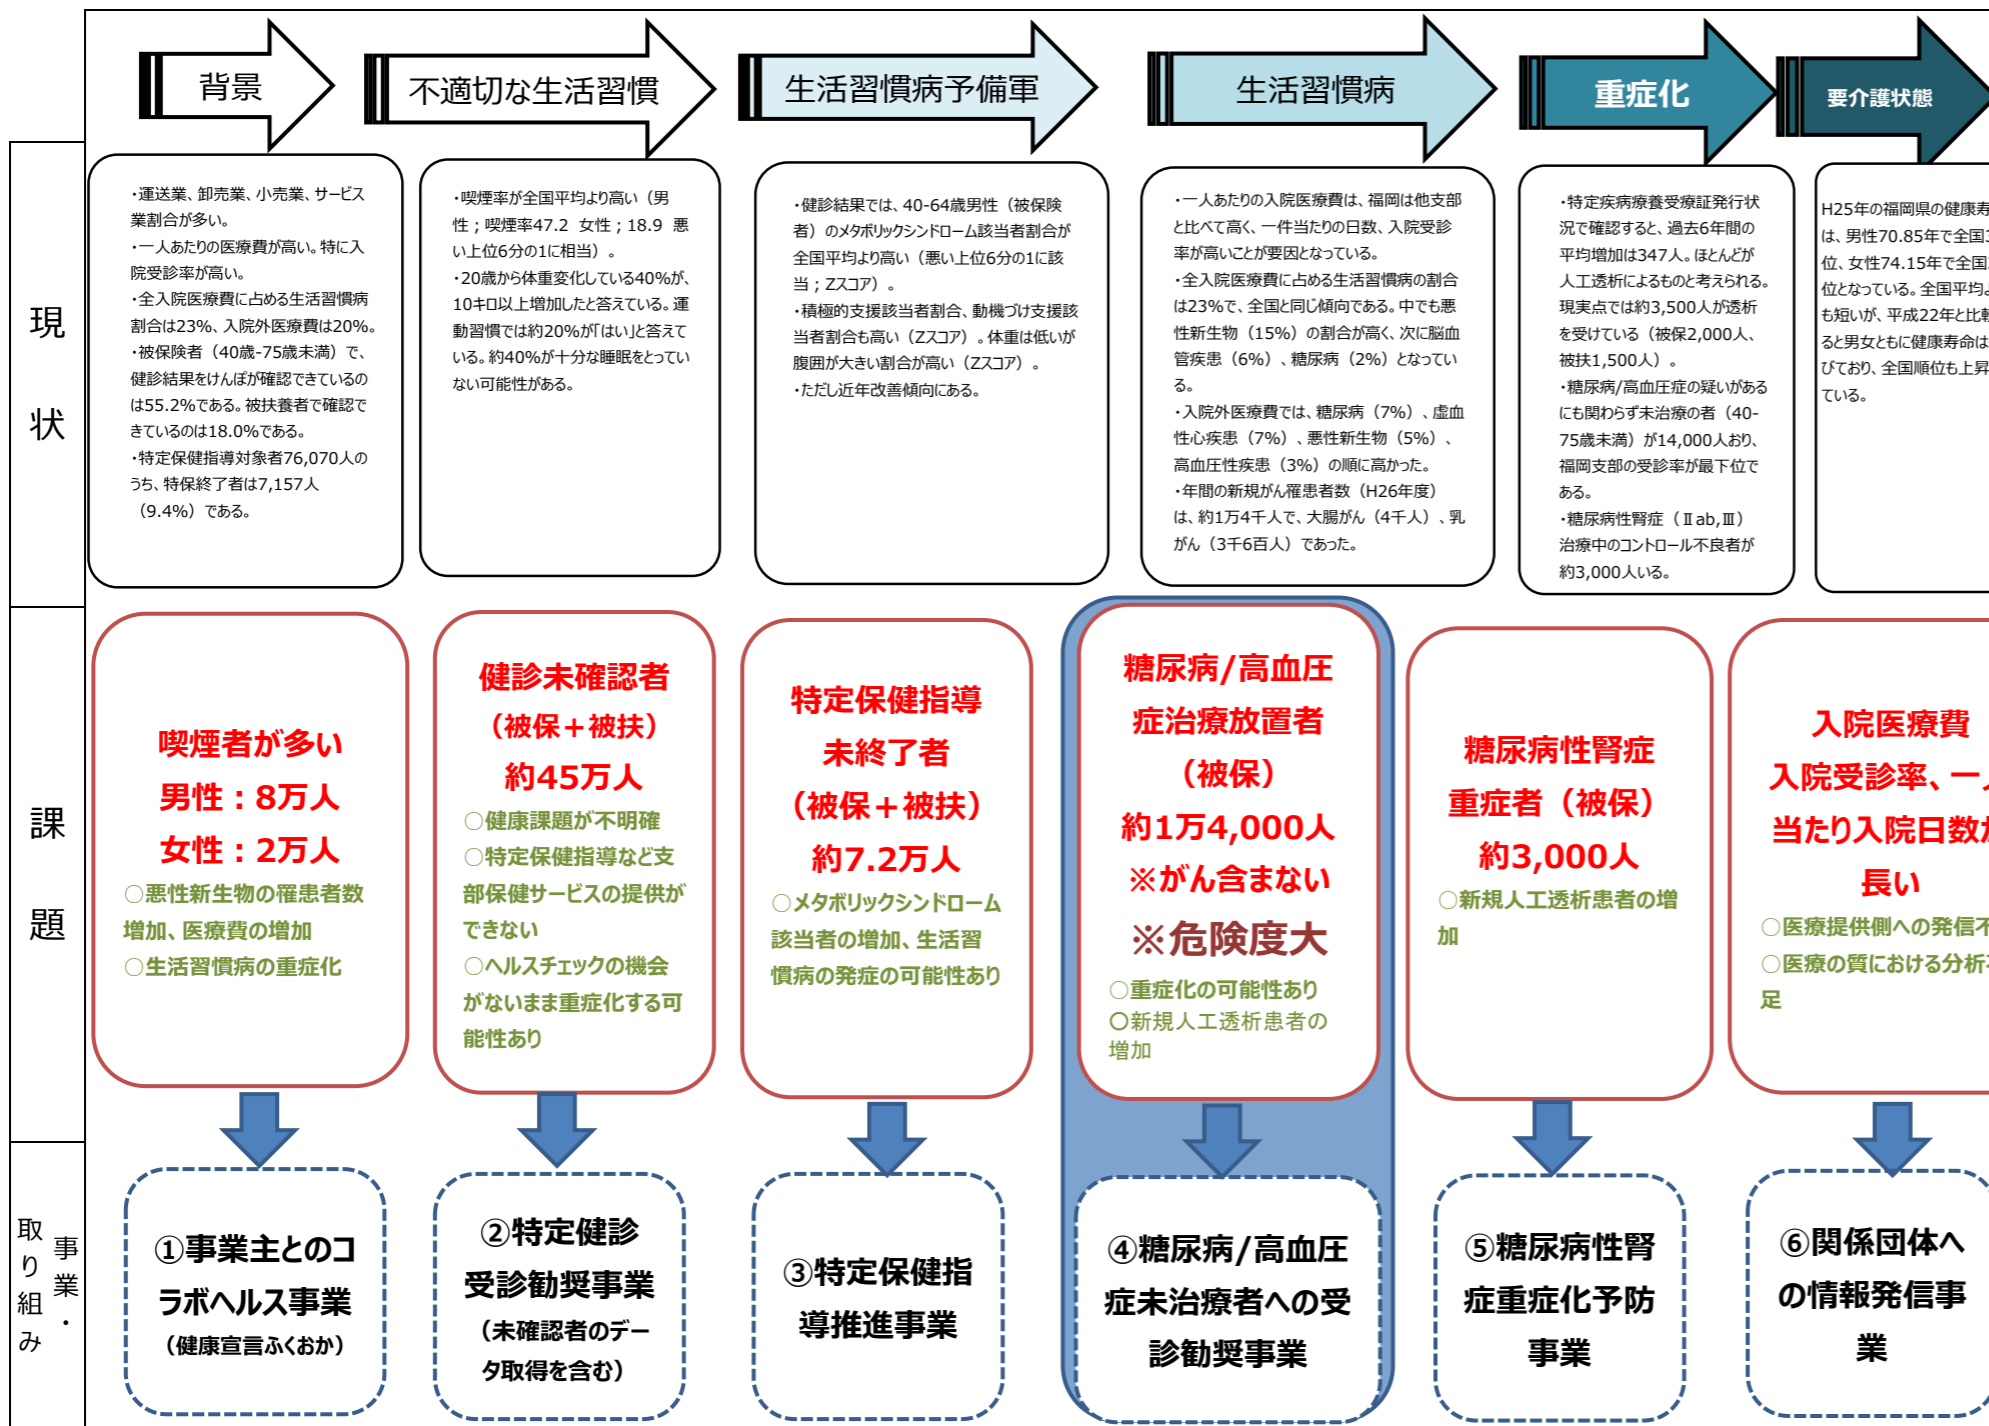 背景
不適切な生活習慣
生活習慣病予備軍
生活習慣病
重症化
要介護状態
現
状
・運送業、卸売業、小売業、サービス
業割合が多い。
・一人あたりの医療費が高い。特に入
院受診率が高い。
・全入院医療費に占める生活習慣病
割合は23%、入院外医療費は20%。
・被保険者（40歳-75歳未満）で、
健診結果をけんぽが確認できているの
は55.2%である。被扶養者で確認で
きているのは18.0%である。
・特定保健指導対象者76,070人の
うち、特保終了者は7,157人
（9.4%）である。
・喫煙率が全国平均より高い（男
性；喫煙率47.2 女性；18.9 悪
い上位6分の1に相当）。
・20歳から体重変化している40%が、
10キロ以上増加したと答えている。運
動習慣では約20%が「はい」と答えて
いる。約40%が十分な睡眠をとってい
ない可能性がある。
・健診結果では、40-64歳男性（被保険
者）のメタボリックシンドローム該当者割合が
全国平均より高い（悪い上位6分の1に該
当；Zスコア）。
・積極的支援該当者割合、動機づけ支援該
当者割合も高い（Zスコア）。体重は低いが
腹囲が大きい割合が高い（Zスコア）。
・ただし近年改善傾向にある。
・一人あたりの入院医療費は、福岡は他支部
と比べて高く、一件当たりの日数、入院受診
率が高いことが要因となっている。
・全入院医療費に占める生活習慣病の割合
は23%で、全国と同じ傾向である。中でも悪
性新生物（15%）の割合が高く、次に脳血
管疾患（6%）、糖尿病（2%）となってい
る。
・入院外医療費では、糖尿病（7%）、虚血
性心疾患（7%）、悪性新生物（5%）、
高血圧性疾患（3%）の順に高かった。
・年間の新規がん罹患者数（H26年度）
は、約1万4千人で、大腸がん（4千人）、乳
がん（3千6百人）であった。
・特定疾病療養受療証発行状
況で確認すると、過去6年間の
平均増加は347人。ほとんどが
人工透析によるものと考えられる。
現実点では約3,500人が透析
を受けている（被保2,000人、
被扶1,500人）。
・糖尿病/高血圧症の疑いがある
にも関わらず未治療の者（40-
75歳未満）が14,000人おり、
福岡支部の受診率が最下位で
ある。
・糖尿病性腎症（Ⅱab,Ⅲ）
治療中のコントロール不良者が
約3,000人いる。
H25年の福岡県の健康寿
は、男性70.85年で全国
位、女性74.15年で全国
位となっている。全国平均
も短いが、平成22年と比
ると男女ともに健康寿命は
びており、全国順位も上昇
ている。
課
題
喫煙者が多い
男性：8万人
女性：2万人
○悪性新生物の罹患者数
増加、医療費の増加
○生活習慣病の重症化
健診未確認者
（被保＋被扶）
約45万人
○健康課題が不明確
○特定保健指導など支
部保健サービスの提供が
できない
○ヘルスチェックの機会
がないまま重症化する可
能性あり
特定保健指導
未終了者
（被保＋被扶）
約7.2万人
○メタボリックシンドローム
該当者の増加、生活習
慣病の発症の可能性あり
糖尿病/高血圧
症治療放置者
（被保）
約1万4,000人
※がん含まない
※危険度大
○重症化の可能性あり
〇新規人工透析患者の
増加
糖尿病性腎症
重症者（被保）
約3,000人
○新規人工透析患者の増
加
入院医療費
入院受診率、一
当たり入院日数
長い
○医療提供側への発信
○医療の質における分析
足
事業・
取り組み
①事業主とのコ
ラボヘルス事業
（健康宣言ふくおか）
②特定健診
受診勧奨事業
（未確認者のデー
タ取得を含む）
③特定保健指
導推進事業
④糖尿病/高血圧
症未治療者への受
診勧奨事業
⑤糖尿病性腎
症重症化予防
事業
⑥関係団体へ
の情報発信事
業